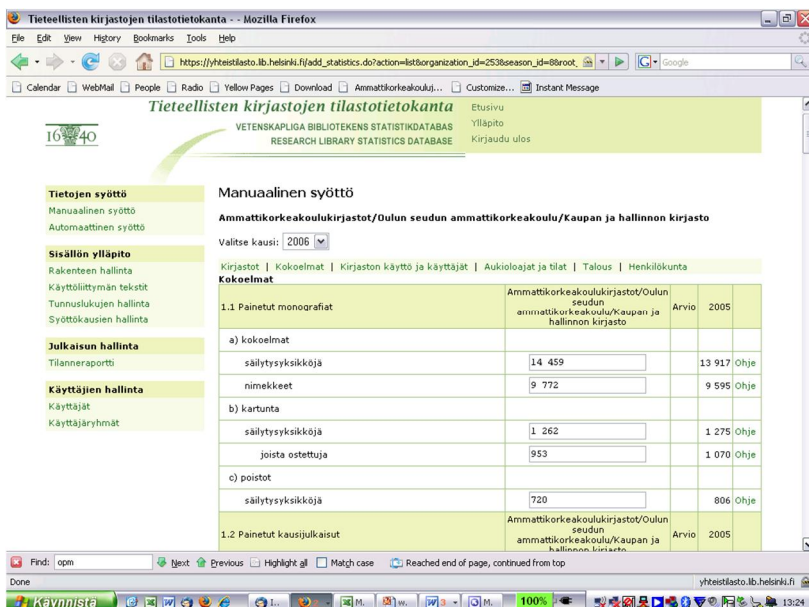 Tieteellisten kirjastojen tilastotietokanta - - Mozilla Firefox
File Edit View History Bookmarks Tools Help
https://yhteistilasto.lib.helsinki.fi/add_statistics.do?action=list&organization_id=253&season_id=8&root_
Google
Calendar WebMail People Radio Yellow Pages Download Ammattikorkeakouluj... Customize... Instant Message
Tieteellisten kirjastojen tilastotietokanta
VETENSKAPLIGA BIBLIOTEKENS STATISTIKDATABAS
RESEARCH LIBRARY STATISTICS DATABASE
1640
Etusivu
Ylläpito
Kirjaudu ulos
Tietojen syöttö
Manuaalinen syöttö
Automaattinen syöttö
Sisällön ylläpito
Rakenteen hallinta
Käyttöliittymän tekstit
Tunnuslukujen hallinta
Syöttökausien hallinta
Julkaisun hallinta
Tilanneraportti
Käyttäjien hallinta
Käyttäjät
Käyttäjäryhmät
Manuaalinen syöttö
Ammattikorkeakoulukirjastot/Oulun seudun ammattikorkeakoulu/Kaupan ja hallinnon kirjasto
Valitse kausi: 2006
Kirjastot | Kokoelmat | Kirjaston käyttö ja käyttäjät | Aukioloajat ja tilat | Talous | Henkilökunta
Kokoelmat
1.1 Painetut monografiat
Ammattikorkeakoulukirjastot/Oulun
seudun
ammattikorkeakoulu/Kaupan ja
hallinnon kirjasto
Arvio 2005
a) kokoelmat
säilytysyksikköjä 14 459 13 917 Ohje
nimekkeet 9 772 9 595 Ohje
b) kartunta
säilytysyksikköjä 1 262 1 275 Ohje
joista ostettuja 953 1 070 Ohje
c) poistot
säilytysyksikköjä 720 806 Ohje
1.2 Painetut kausijulkaisut
Ammattikorkeakoulukirjastot/Oulun
seudun
ammattikorkeakoulu/Kaupan ja
hallinnon kirjasto
Arvio 2005
Find: opm Next Previous Highlight all Match case Reached end of page, continued from top
Done yhteistilasto.lib.helsinki.fi
Käynnistä I.. 2 M. w. 3 M. 100% 13:24